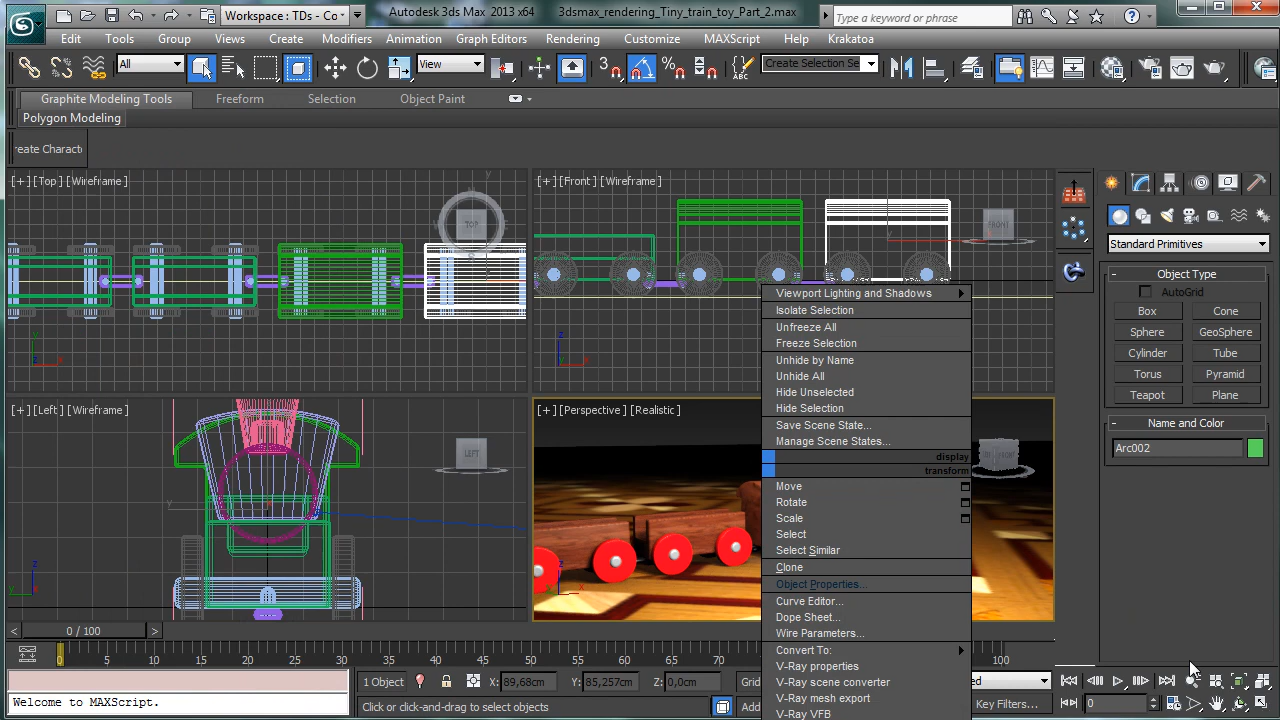 Workspace : TDs - Co
Autodesk 3ds Max 2013 x64
3dsmax_rendering_Tiny_train_toy_Part_2.max
Type a keyword or phrase
Edit Tools Group Views Create Modifiers Animation Graph Editors Rendering Customize MAXScript Help Krakatoa
All
View
3
Create Selection Se
Graphite Modeling Tools Freeform Selection Object Paint
Polygon Modeling
eate Charact
[+] [Top] [Wireframe]
TOP
[+] [Front] [Wireframe]
FRONT
[+] [Left] [Wireframe]
LEFT
[+] [Perspective] [Realistic]
Viewport Lighting and Shadows
Isolate Selection
Unfreeze All
Freeze Selection
Unhide by Name
Unhide All
Hide Unselected
Hide Selection
Save Scene State...
Manage Scene States...
display
transform
Move
Rotate
Scale
Select
Select Similar
Clone
Object Properties...
Curve Editor...
Dope Sheet...
Wire Parameters...
Convert To:
V-Ray properties
V-Ray scene converter
V-Ray mesh export
V-Ray VFB
Standard Primitives
- Object Type
AutoGrid
Box Cone
Sphere GeoSphere
Cylinder Tube
Torus Pyramid
Teapot Plane
- Name and Color
Arc002
< 0 / 100 >
0 5 10 15 20 25 30 35 40 45 50 55 60 65 70 100
1 Object
X: 89,68cm Y: 85,257cm Z: 0,0cm Grid
ed
Welcome to MAXScript.
Click or click-and-drag to select objects
Add
Key Filters...
0